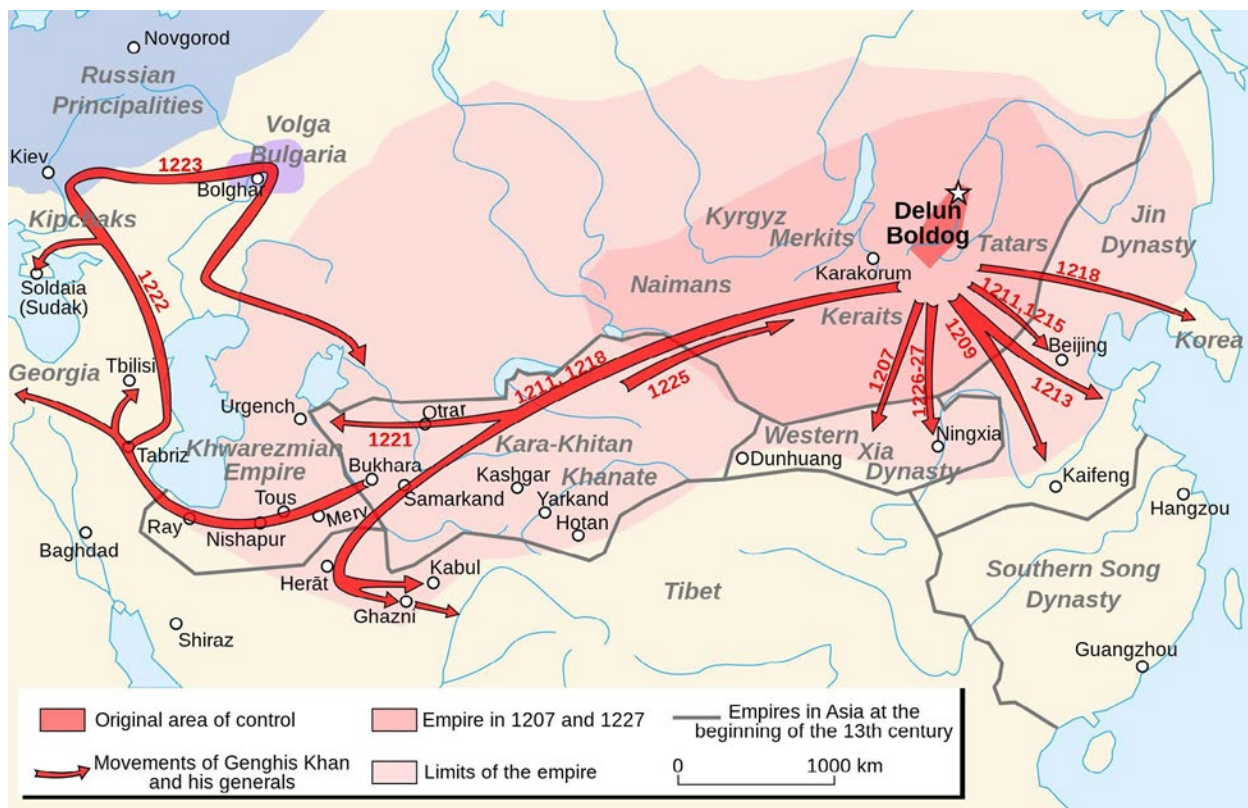 Novgorod
Russian
Principalities
Volga
Bulgaria
Kiev
1223
Bolghar
Kipchaks
Soldaia
(Sudak)
1222
Georgia
Tbilisi
Tabriz
Urgench
Khwarezmian
Empire
Otrar
1221
1211, 1218
1225
Bukhara
Samarkand
Kara-Khitan
Khanate
Kashgar
Yarkand
Hotan
Tous
Merv
Ray
Nishapur
Baghdad
Herāt
Kabul
Ghazni
Shiraz
Kyrgyz
Merkits
Naimans
Karakorum
Keraits
Delun
Boldog
Tatars
Jin
Dynasty
1218
1211,1215
1209
1213
1207
1226-27
Beijing
Korea
Western
Xia
Dynasty
Dunhuang
Ningxia
Kaifeng
Hangzou
Tibet
Southern Song
Dynasty
Guangzhou
Original area of control
Movements of Genghis Khan
and his generals
Empire in 1207 and 1227
Limits of the empire
Empires in Asia at the
beginning of the 13th century
0 1000 km